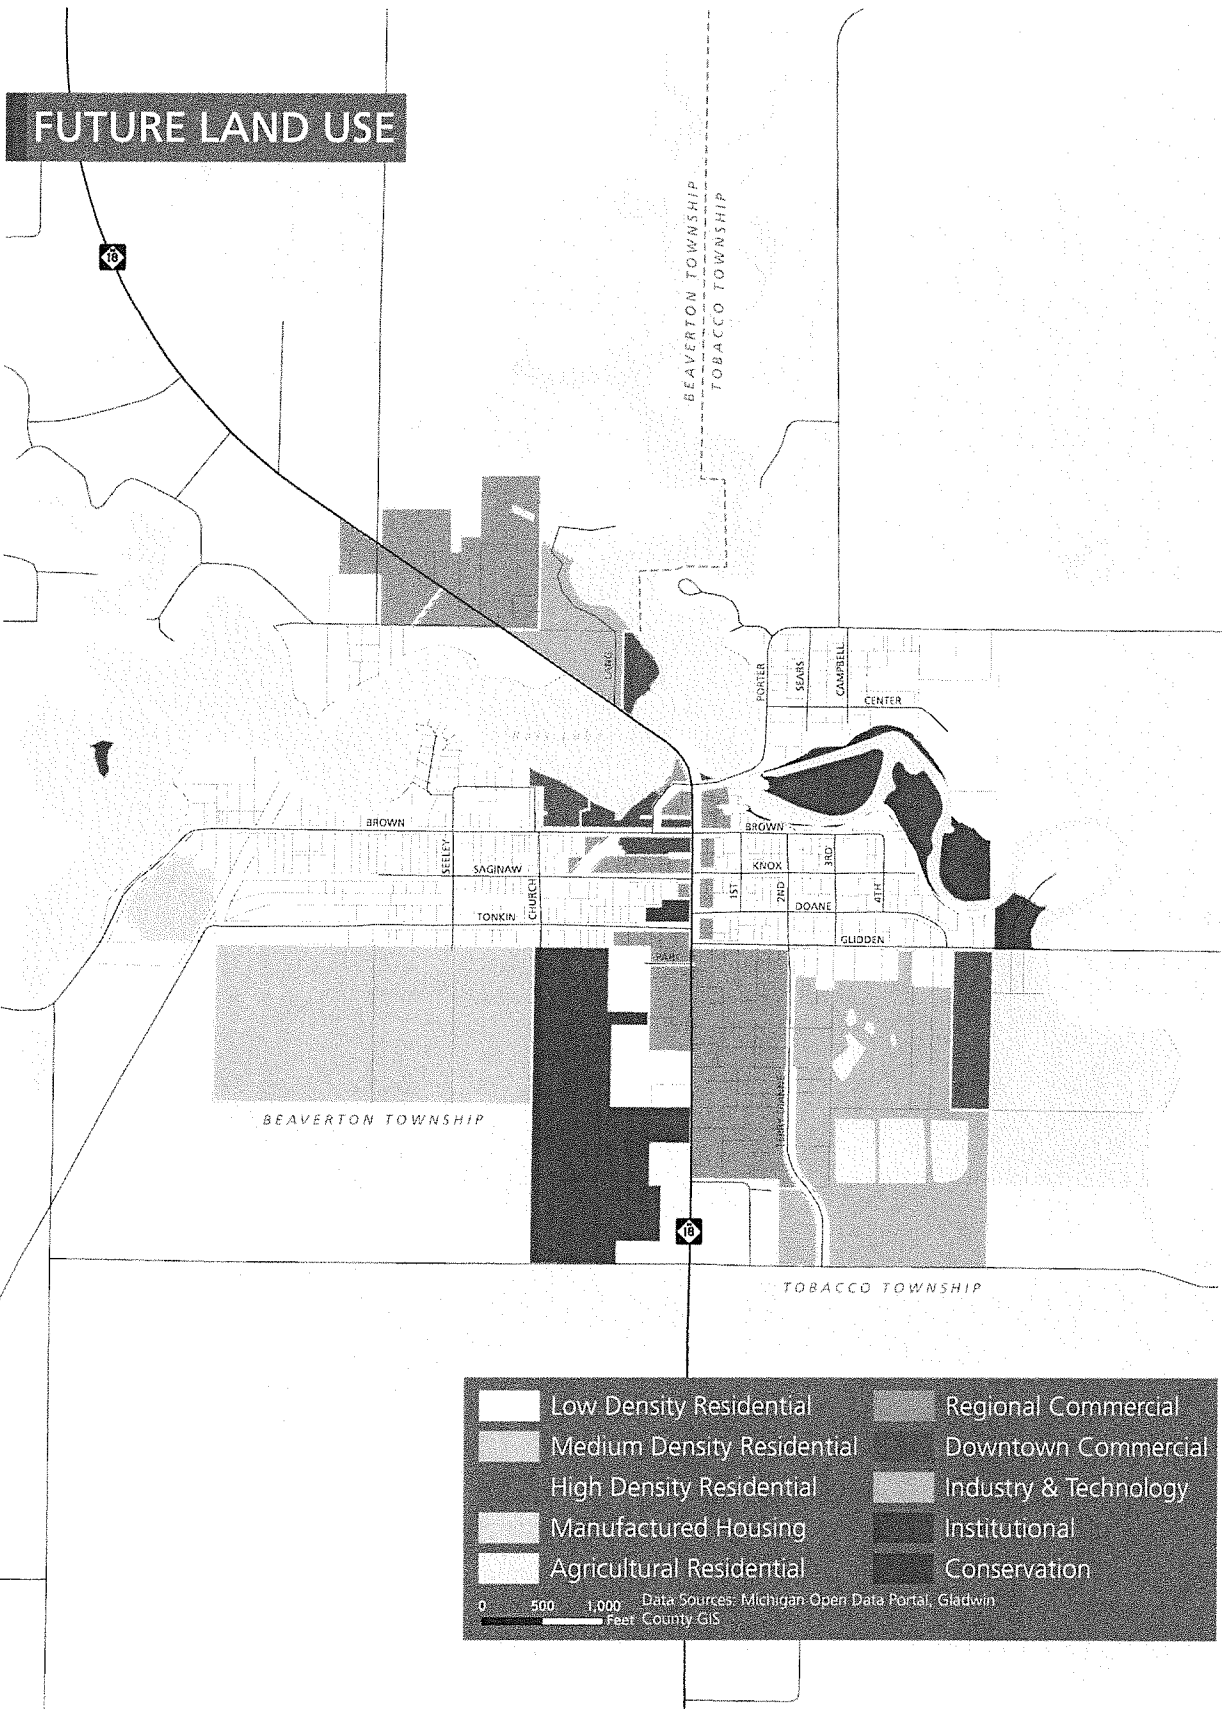 FUTURE LAND USE
18
BEAVERTON TOWNSHIP
TOBACCO TOWNSHIP
LANG
PORTER
SEARS
CAMPBELL
CENTER
BROWN
BROWN
SEELEY
SAGINAW
KNOX
3RD
CHURCH
1ST
2ND
4TH
DOANE
TONKIN
GLIDDEN
BEAVERTON TOWNSHIP
18
TOBACCO TOWNSHIP
Low Density Residential
Medium Density Residential
High Density Residential
Manufactured Housing
Agricultural Residential
Regional Commercial
Downtown Commercial
Industry & Technology
Institutional
Conservation
0 500 1,000
Feet
Data Sources: Michigan Open Data Portal, Gladwin
County GIS